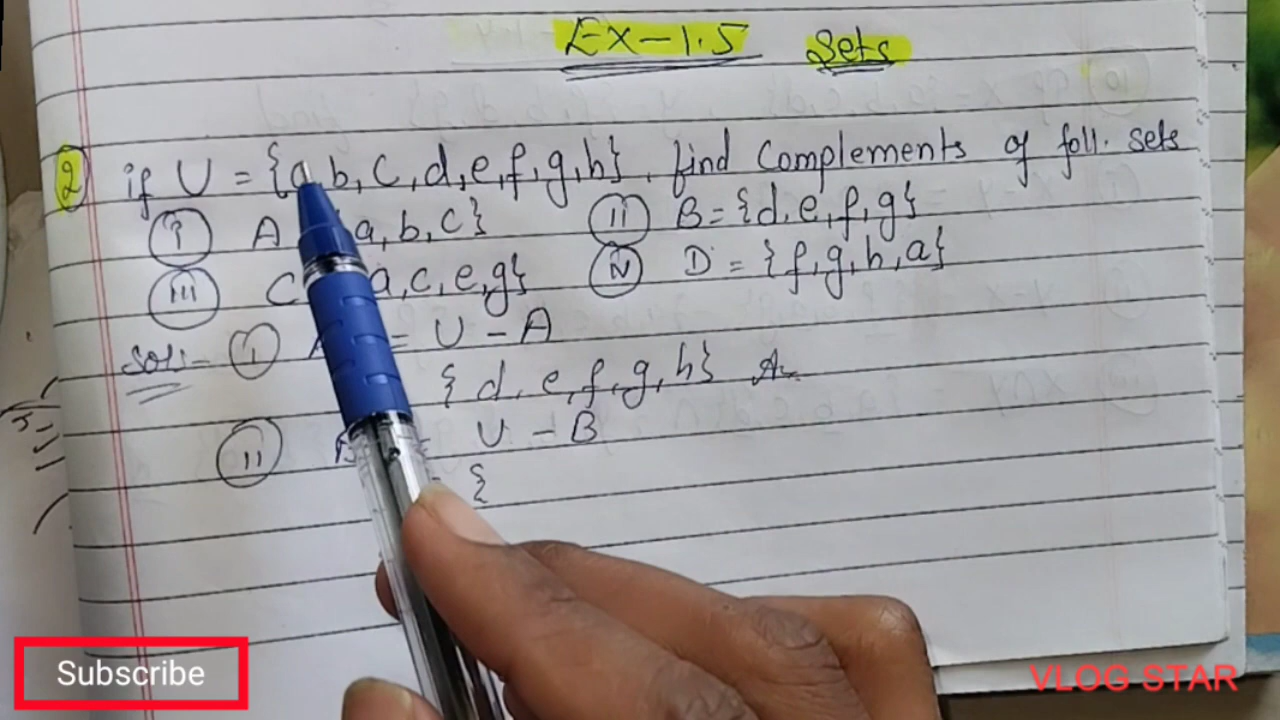 Ex-1.5 Sets
2 if U = {a, b, c, d, e, f, g, h}, find Complements of foll. sets
(i) A {a, b, c} (ii) B = {d, e, f, g}
(iii) C a, c, e, g} (iv) D = {f, g, h, a}
Sol:- (i) = U - A
{d, e, f, g, h}
(ii) U - B
{
Subscribe
VLOG STAR